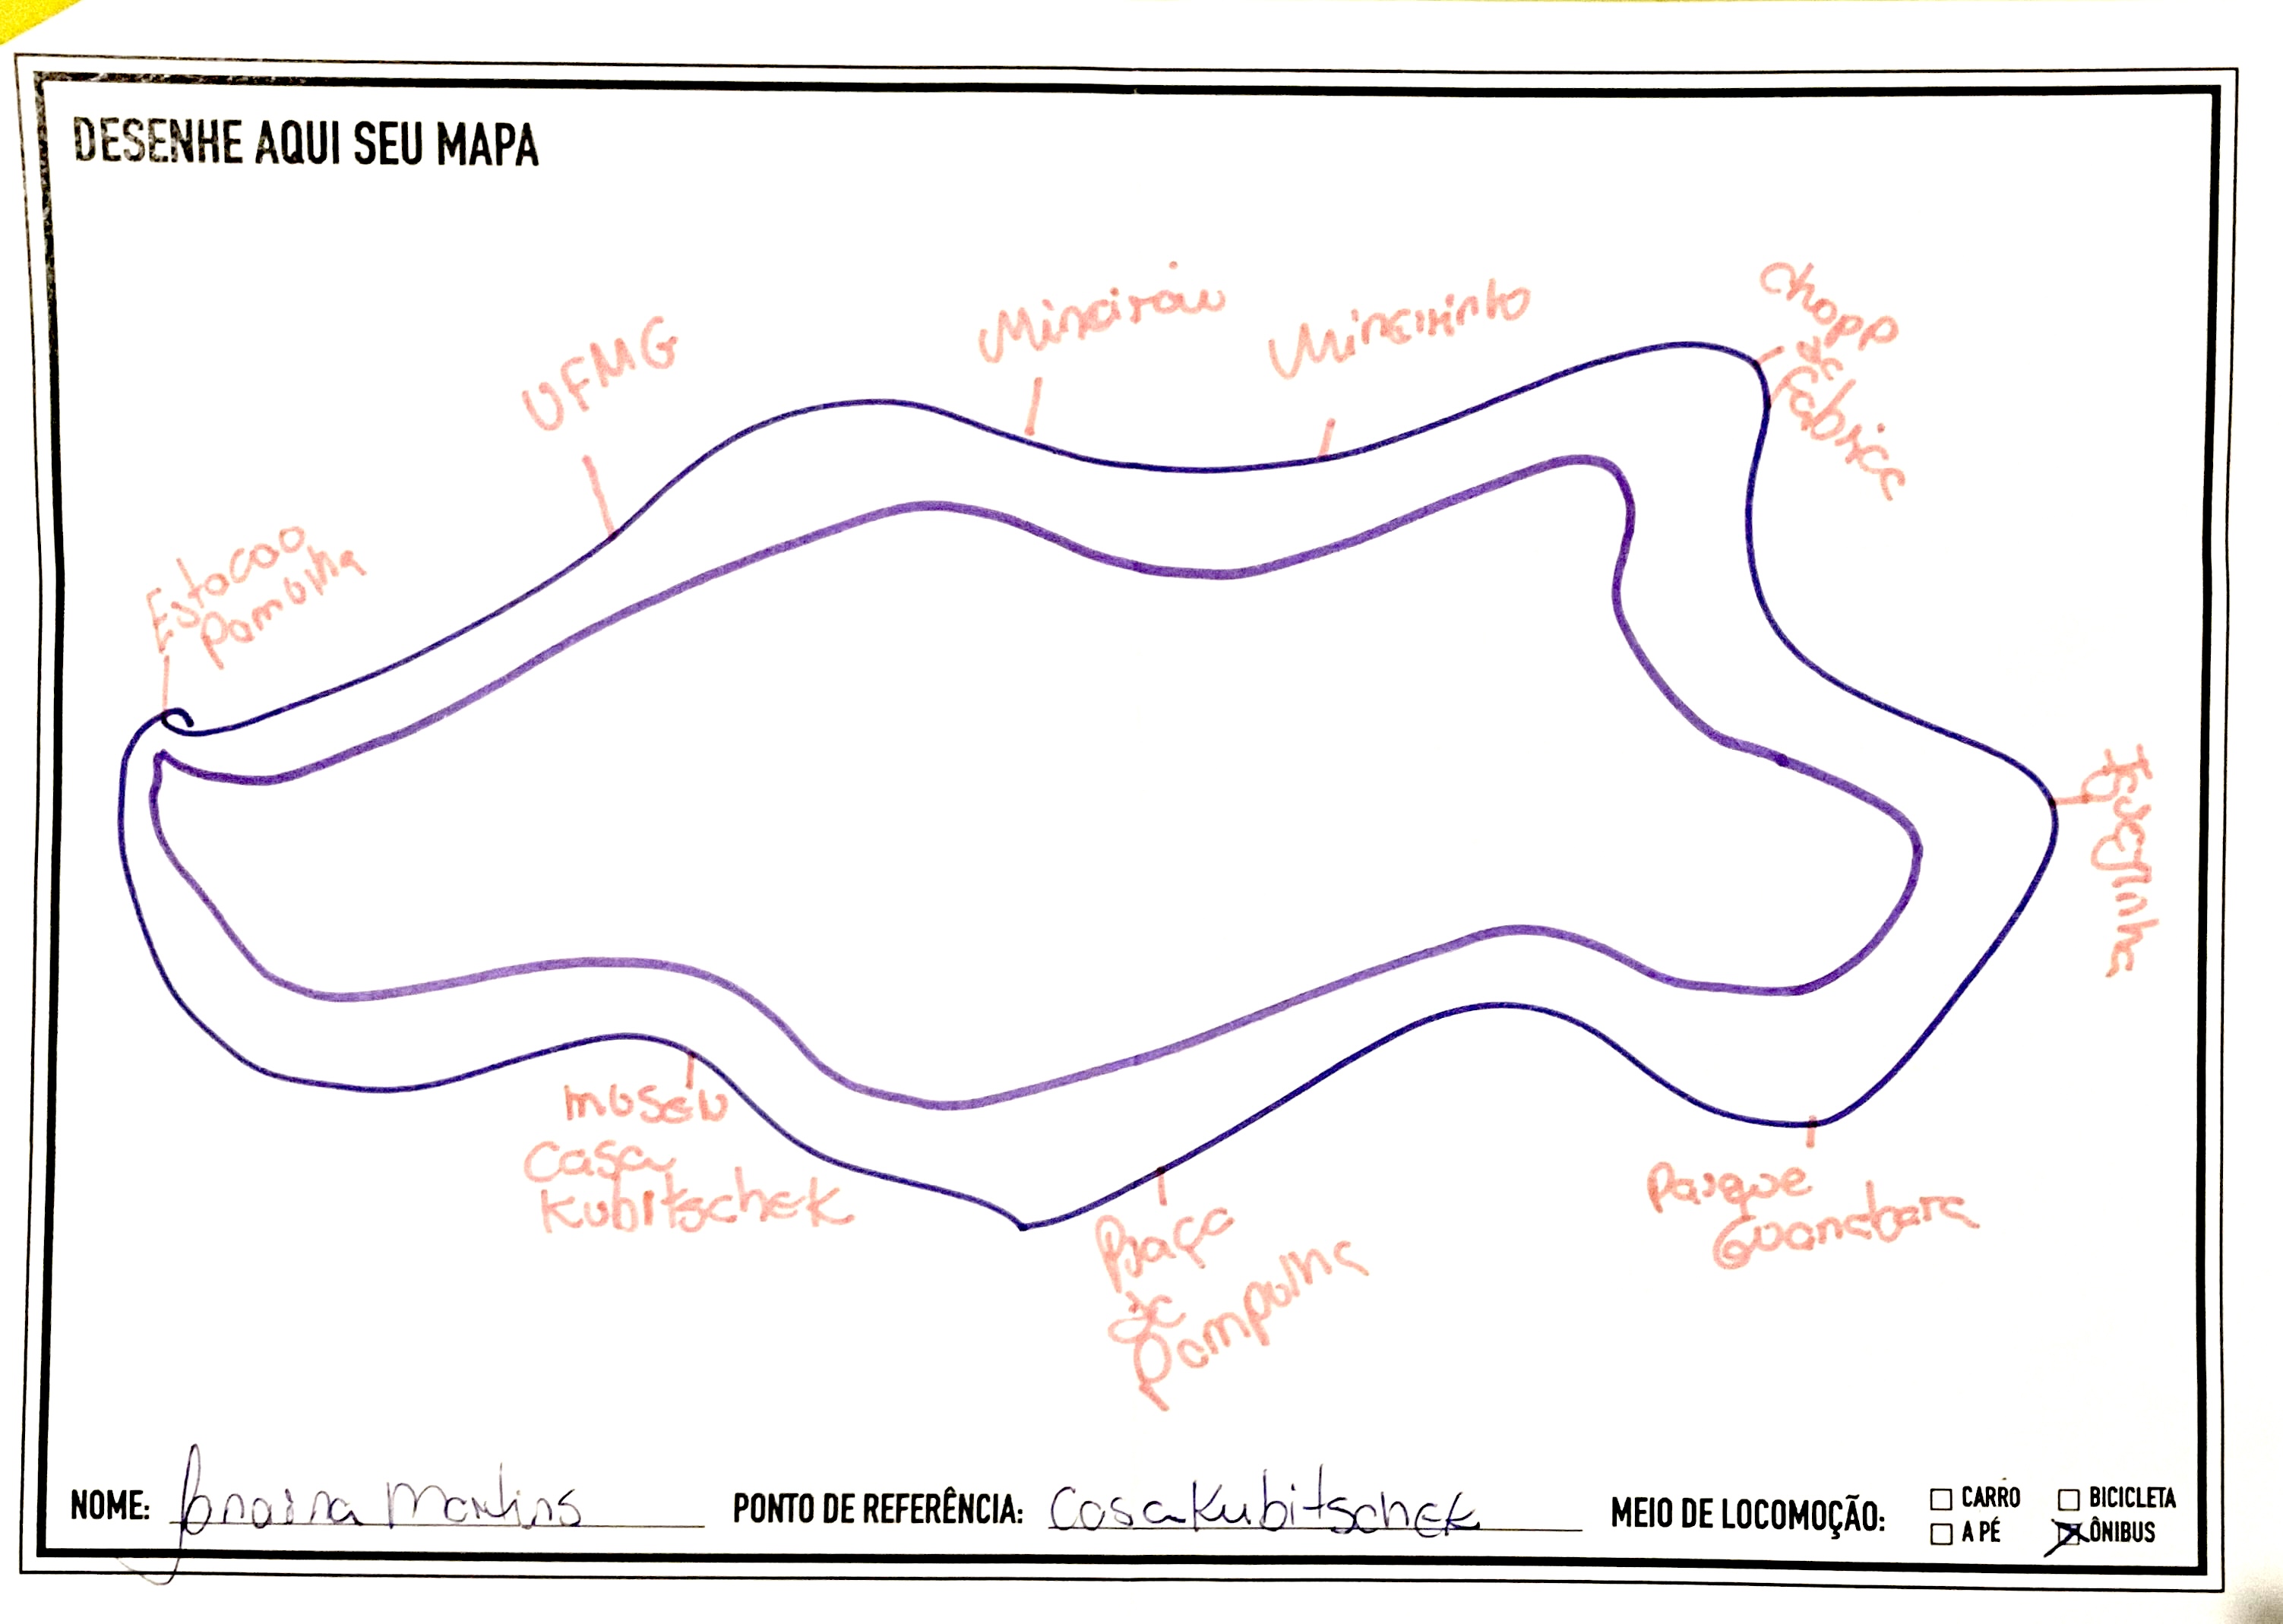 DESENHE AQUI SEU MAPA
UFMG
Mineirão
Mineirinho
Chopp
de
Fabrica
Estacao
Pampulha
Igrejinha
museu
Casa
Kubitschek
Praça
da
Pampulha
Parque
Guanabara
NOME: Janaina Martins
PONTO DE REFERÊNCIA: Casa Kubitschek
MEIO DE LOCOMOÇÃO:
CARRO
BICICLETA
A PÉ
ÔNIBUS